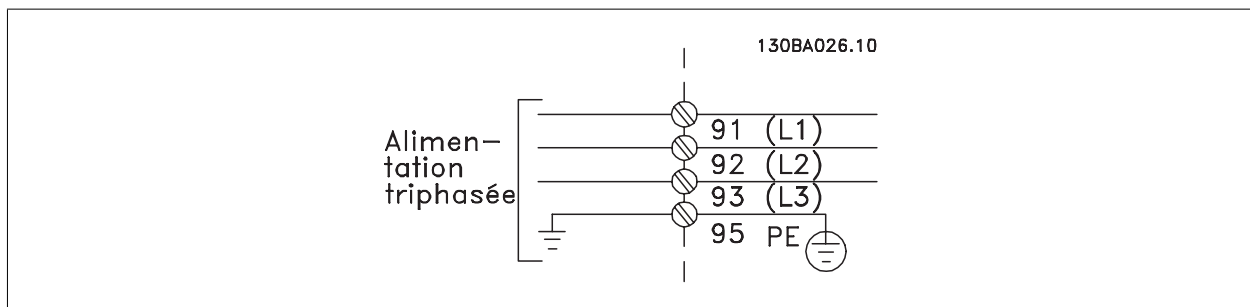 130BA026.10
Alimen-
tation
triphasée
91 (L1)
92 (L2)
93 (L3)
95 PE